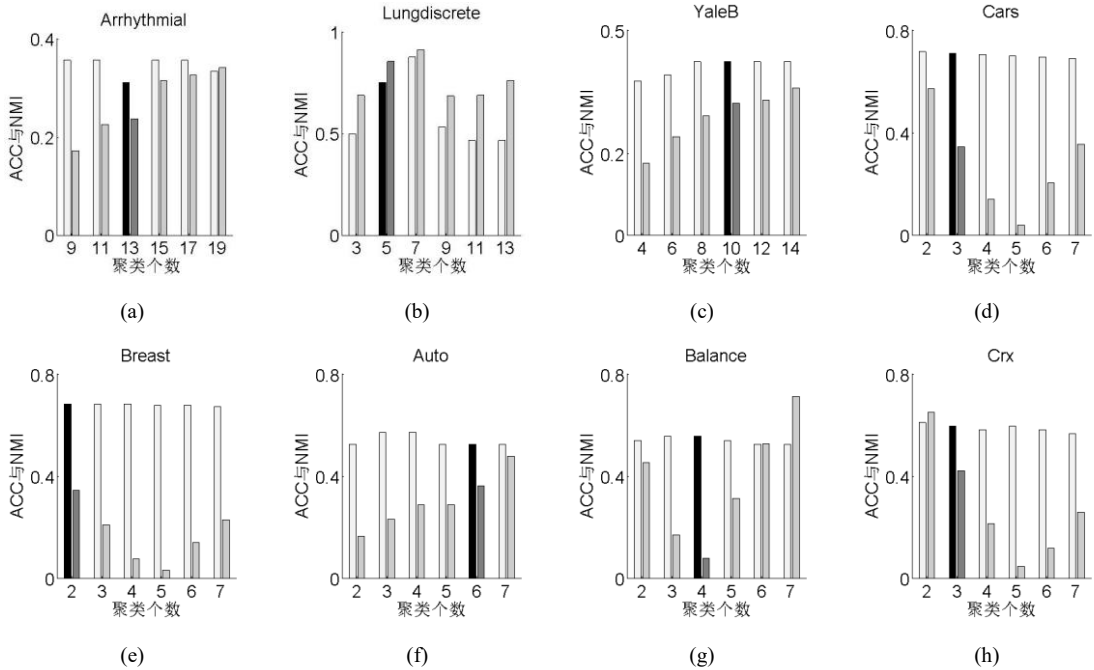 Arrhythmial
ACC与NMI
0.4
0.2
0
9 11 13 15 17 19
聚类个数
(a)
Lungdiscrete
ACC与NMI
1
0.5
0
3 5 7 9 11 13
聚类个数
(b)
YaleB
ACC与NMI
0.5
0.2
0
4 6 8 10 12 14
聚类个数
(c)
Cars
ACC与NMI
0.8
0.4
0
2 3 4 5 6 7
聚类个数
(d)
Breast
ACC与NMI
0.8
0.4
0
2 3 4 5 6 7
聚类个数
(e)
Auto
ACC与NMI
0.8
0.4
0
2 3 4 5 6 7
聚类个数
(f)
Balance
ACC与NMI
0.8
0.4
0
2 3 4 5 6 7
聚类个数
(g)
Crx
ACC与NMI
0.8
0.4
0
2 3 4 5 6 7
聚类个数
(h)